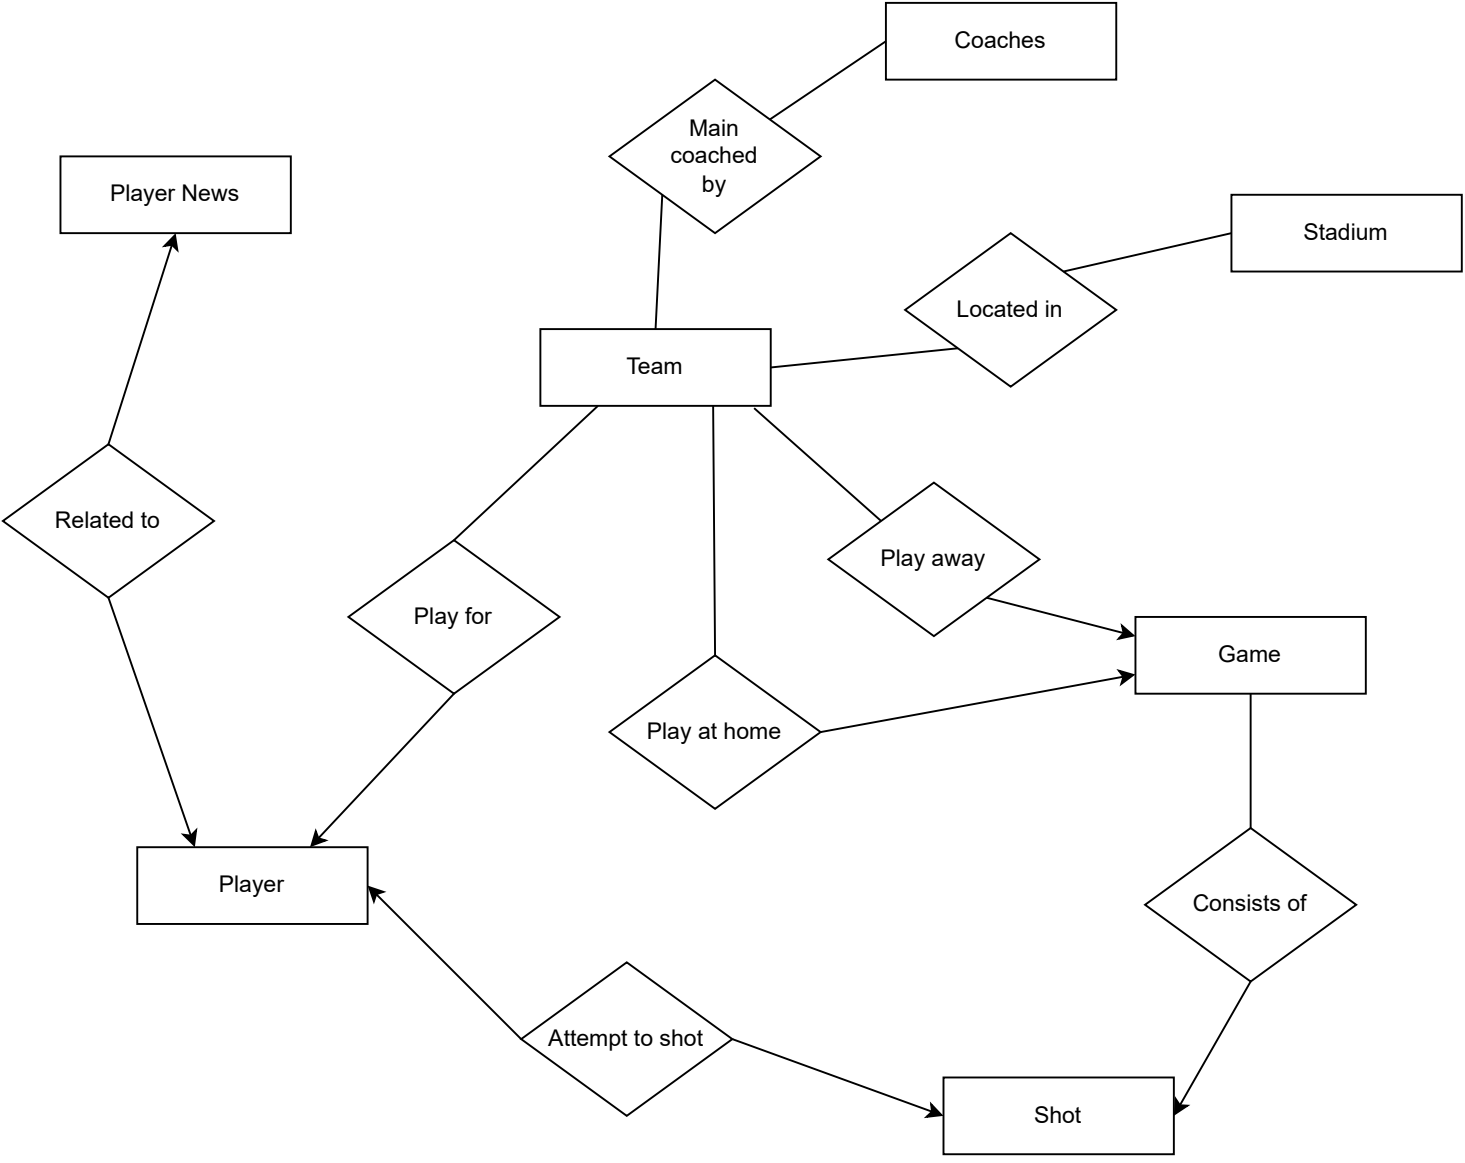 Coaches
Main
coached
by
Player News
Stadium
Located in
Team
Related to
Play away
Play for
Game
Play at home
Player
Consists of
Attempt to shot
Shot